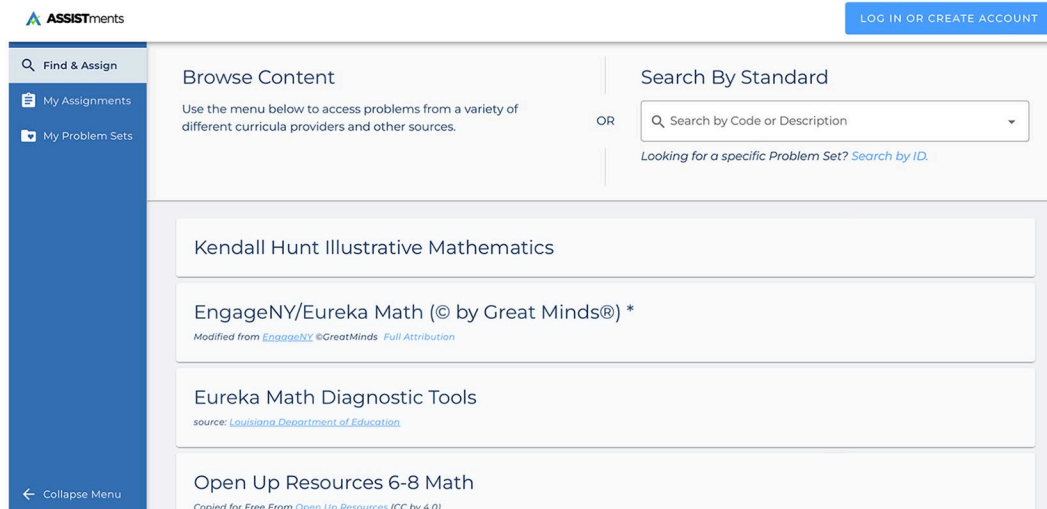 ASSISTments
LOG IN OR CREATE ACCOUNT
Find & Assign
My Assignments
My Problem Sets
Collapse Menu
Browse Content
Use the menu below to access problems from a variety of
different curricula providers and other sources.
OR
Search By Standard
Search by Code or Description
Looking for a specific Problem Set? Search by ID.
Kendall Hunt Illustrative Mathematics
EngageNY/Eureka Math (© by Great Minds®) *
Modified from EngageNY ©GreatMinds Full Attribution
Eureka Math Diagnostic Tools
source: Louisiana Department of Education
Open Up Resources 6-8 Math
Copied for Free From Open Up Resources (CC by 4.0)